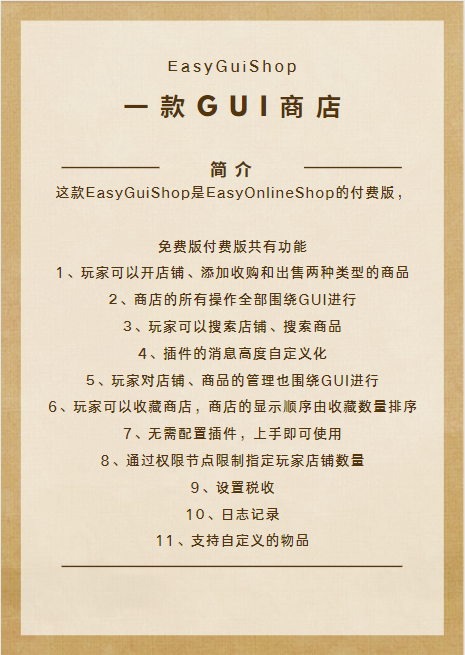 EasyGuiShop
一款GUI商店
简介
这款EasyGuiShop是EasyOnlineShop的付费版，
免费版付费版共有功能
1、玩家可以开店铺、添加收购和出售两种类型的商品
2、商店的所有操作全部围绕GUI进行
3、玩家可以搜索店铺、搜索商品
4、插件的消息高度自定义化
5、玩家对店铺、商品的管理也围绕GUI进行
6、玩家可以收藏商店，商店的显示顺序由收藏数量排序
7、无需配置插件，上手即可使用
8、通过权限节点限制指定玩家店铺数量
9、设置税收
10、日志记录
11、支持自定义的物品